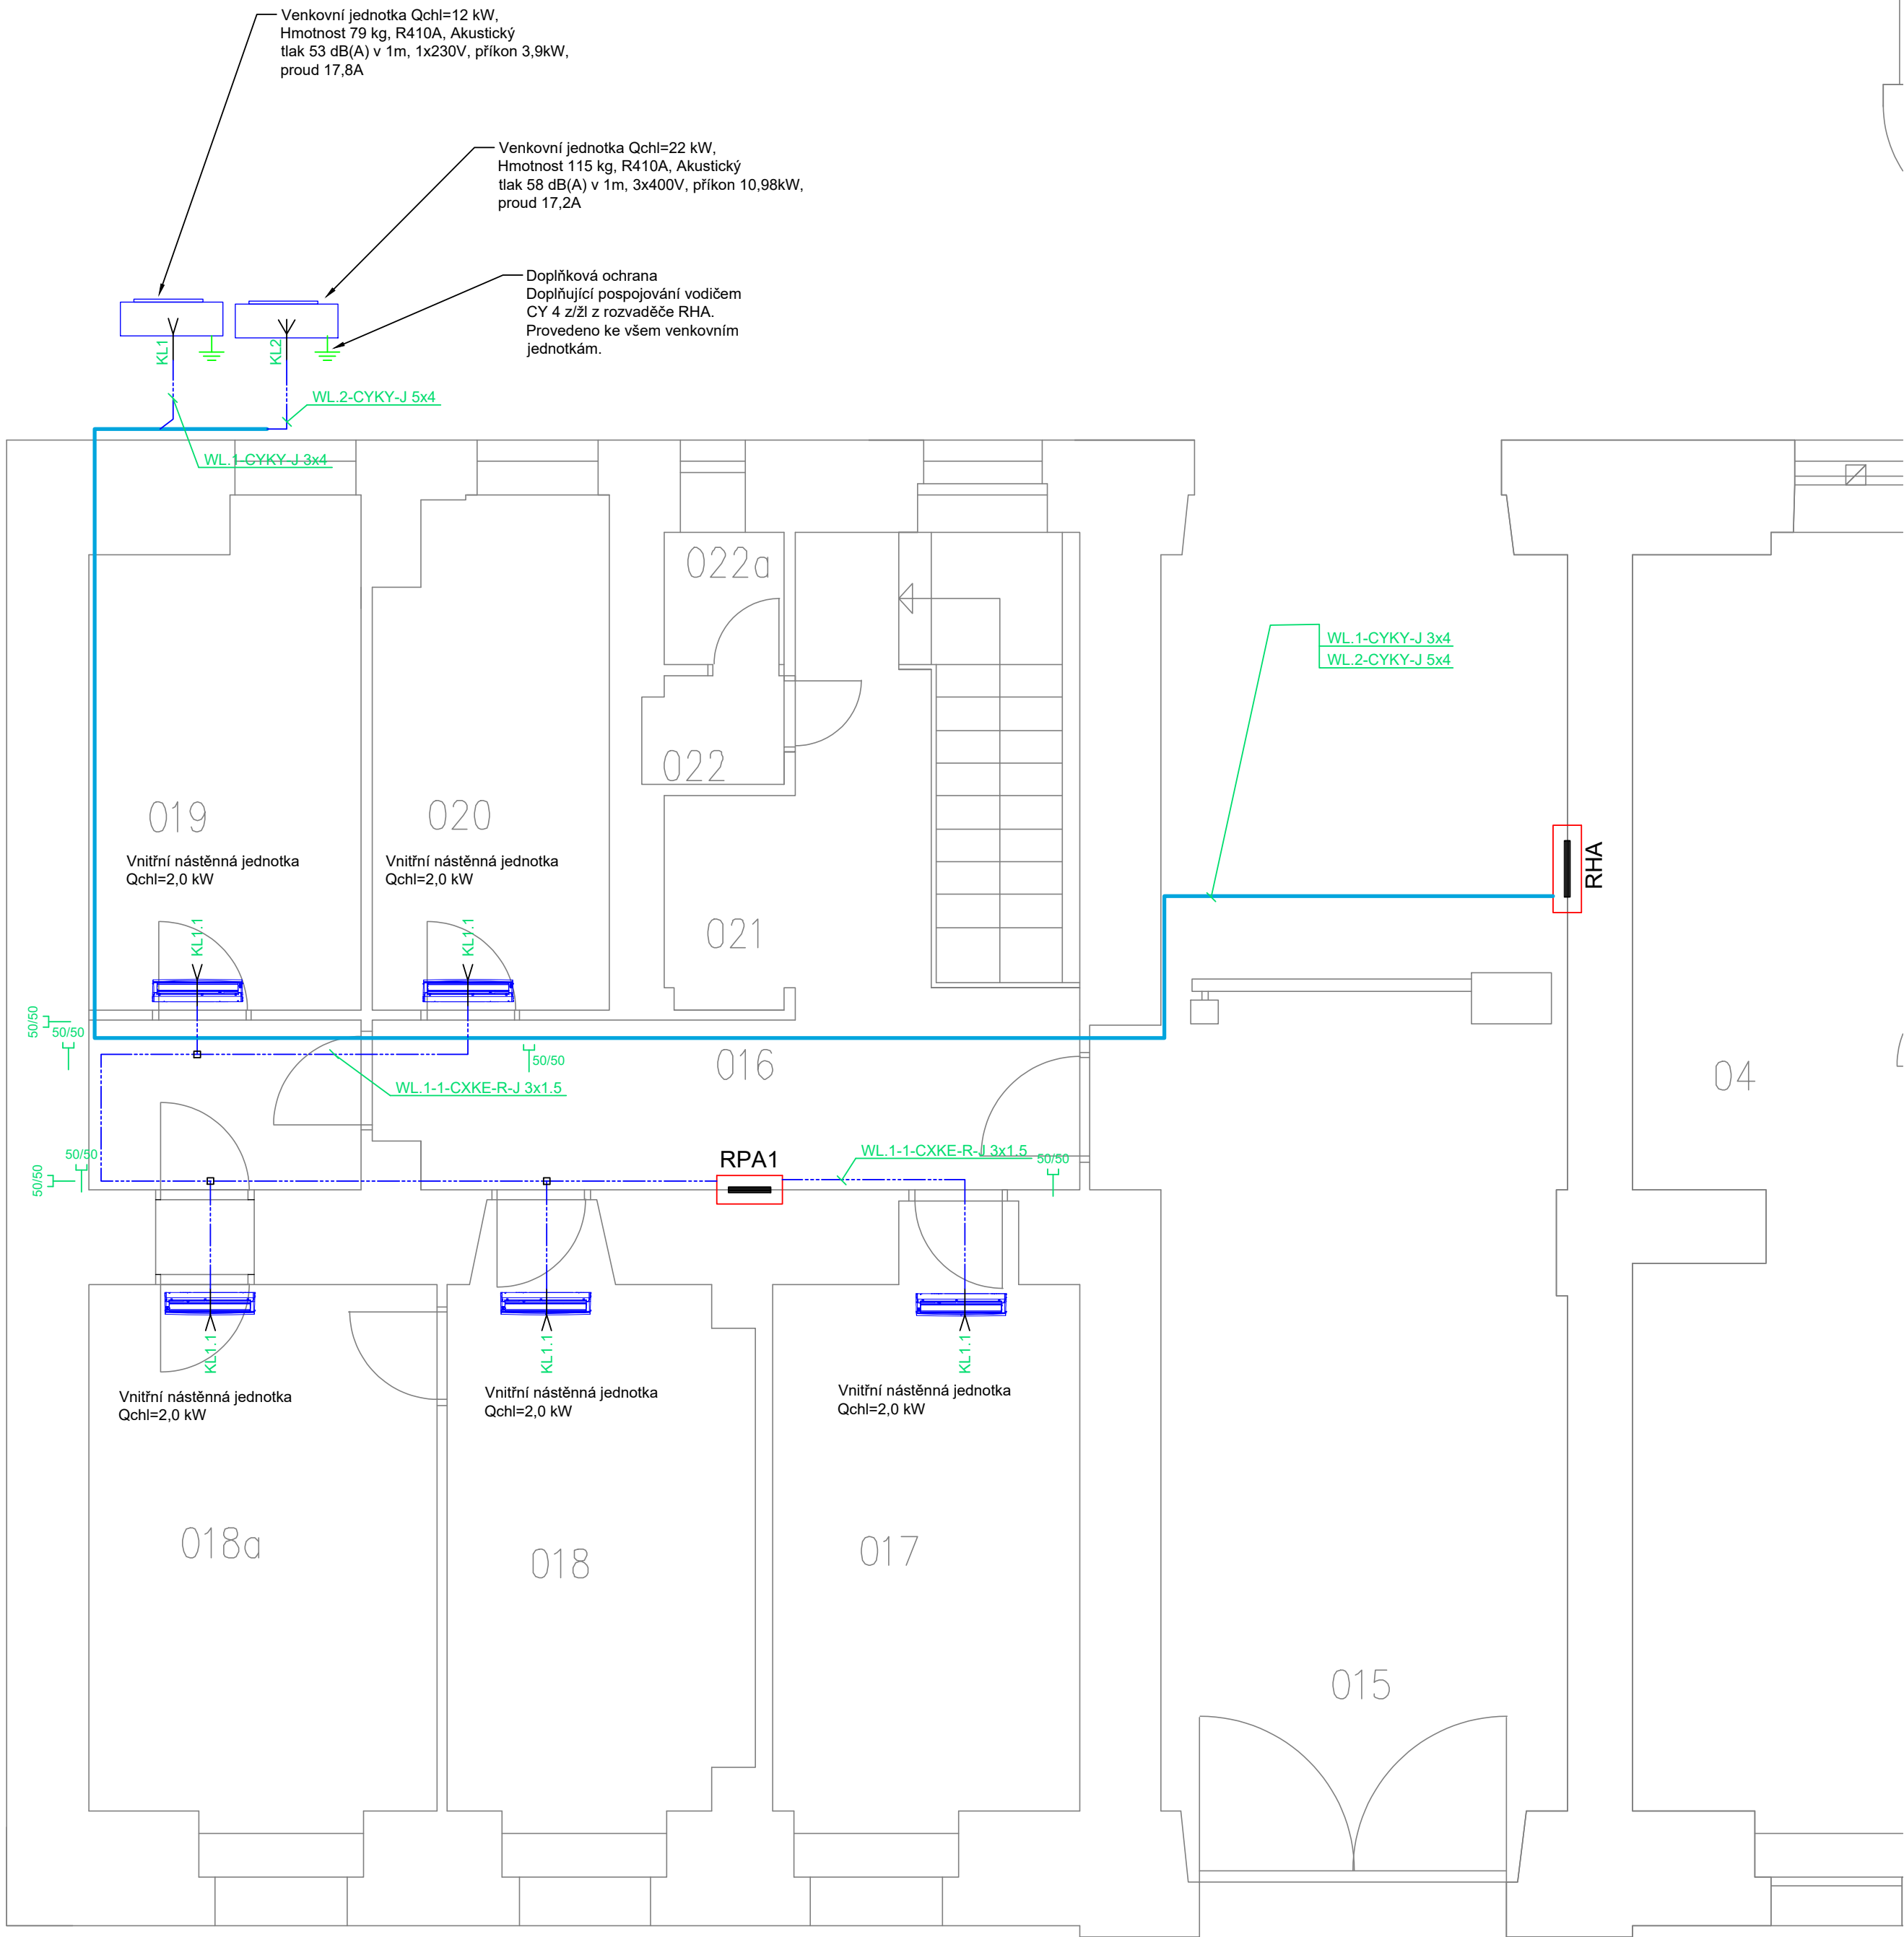 Venkovní jednotka Qchl=12 kW,
Hmotnost 79 kg, R410A, Akustický
tlak 53 dB(A) v 1m, 1x230V, příkon 3,9kW,
proud 17,8A
Venkovní jednotka Qchl=22 kW,
Hmotnost 115 kg, R410A, Akustický
tlak 58 dB(A) v 1m, 3x400V, příkon 10,98kW,
proud 17,2A
Doplňková ochrana
Doplňující pospojování vodičem
CY 4 z/žl z rozvaděče RHA.
Provedeno ke všem venkovním
jednotkám.
KL1
KL2
WL.2-CYKY-J 5x4
WL.1-CYKY-J 3x4
022a
WL.1-CYKY-J 3x4
WL.2-CYKY-J 5x4
022
019
020
Vnitřní nástěnná jednotka
Qchl=2,0 kW
Vnitřní nástěnná jednotka
Qchl=2,0 kW
RHA
KL1.1
KL1.1
021
50/50
50/50
50/50
016
04
WL.1-1-CXKE-R-J 3x1.5
50/50
50/50
RPA1
WL.1-1-CXKE-R-J 3x1.5
50/50
KL1.1
KL1.1
KL1.1
Vnitřní nástěnná jednotka
Qchl=2,0 kW
Vnitřní nástěnná jednotka
Qchl=2,0 kW
Vnitřní nástěnná jednotka
Qchl=2,0 kW
018a
018
017
015